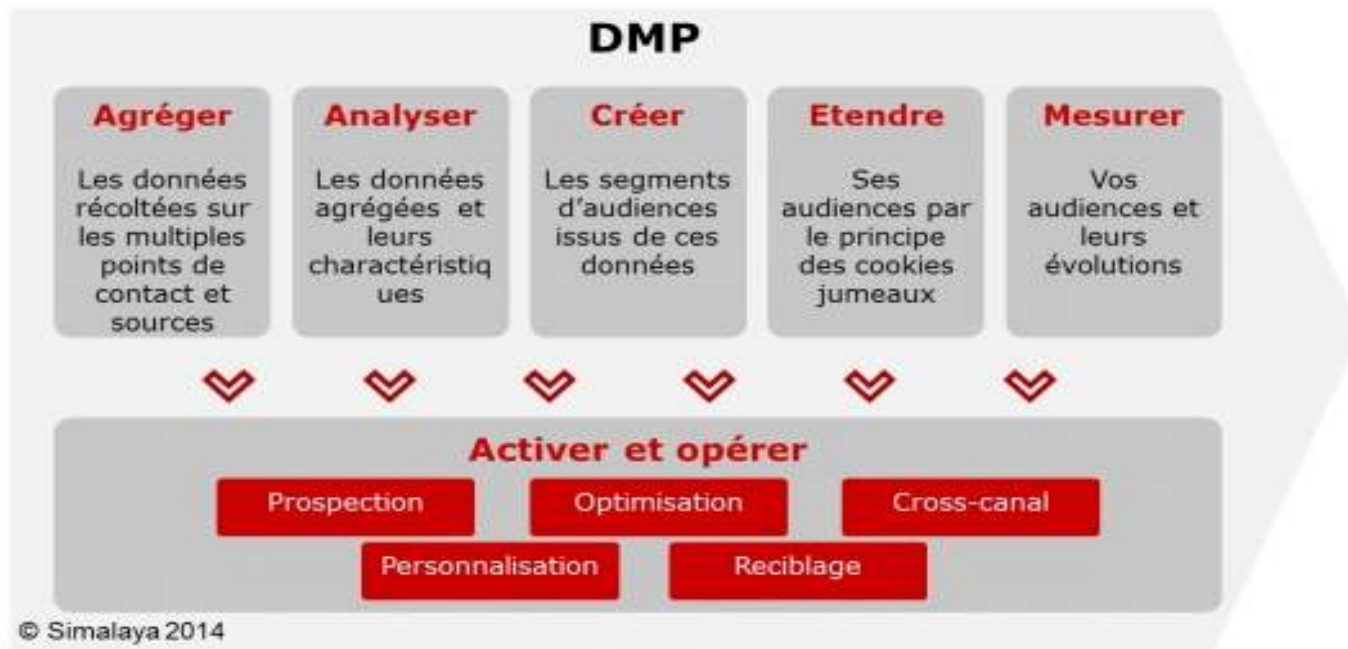 DMP
Agréger
Les données
récoltées sur
les multiples
points de
contact et
sources
Analyser
Les données
agrégées et
leurs
charactéristiq
ues
Créer
Les segments
d'audiences
issus de ces
données
Etendre
Ses
audiences par
le principe
des cookies
jumeaux
Mesurer
Vos
audiences et
leurs
évolutions
Activer et opérer
Prospection
Optimisation
Cross-canal
Personnalisation
Reciblage
© Simalaya 2014